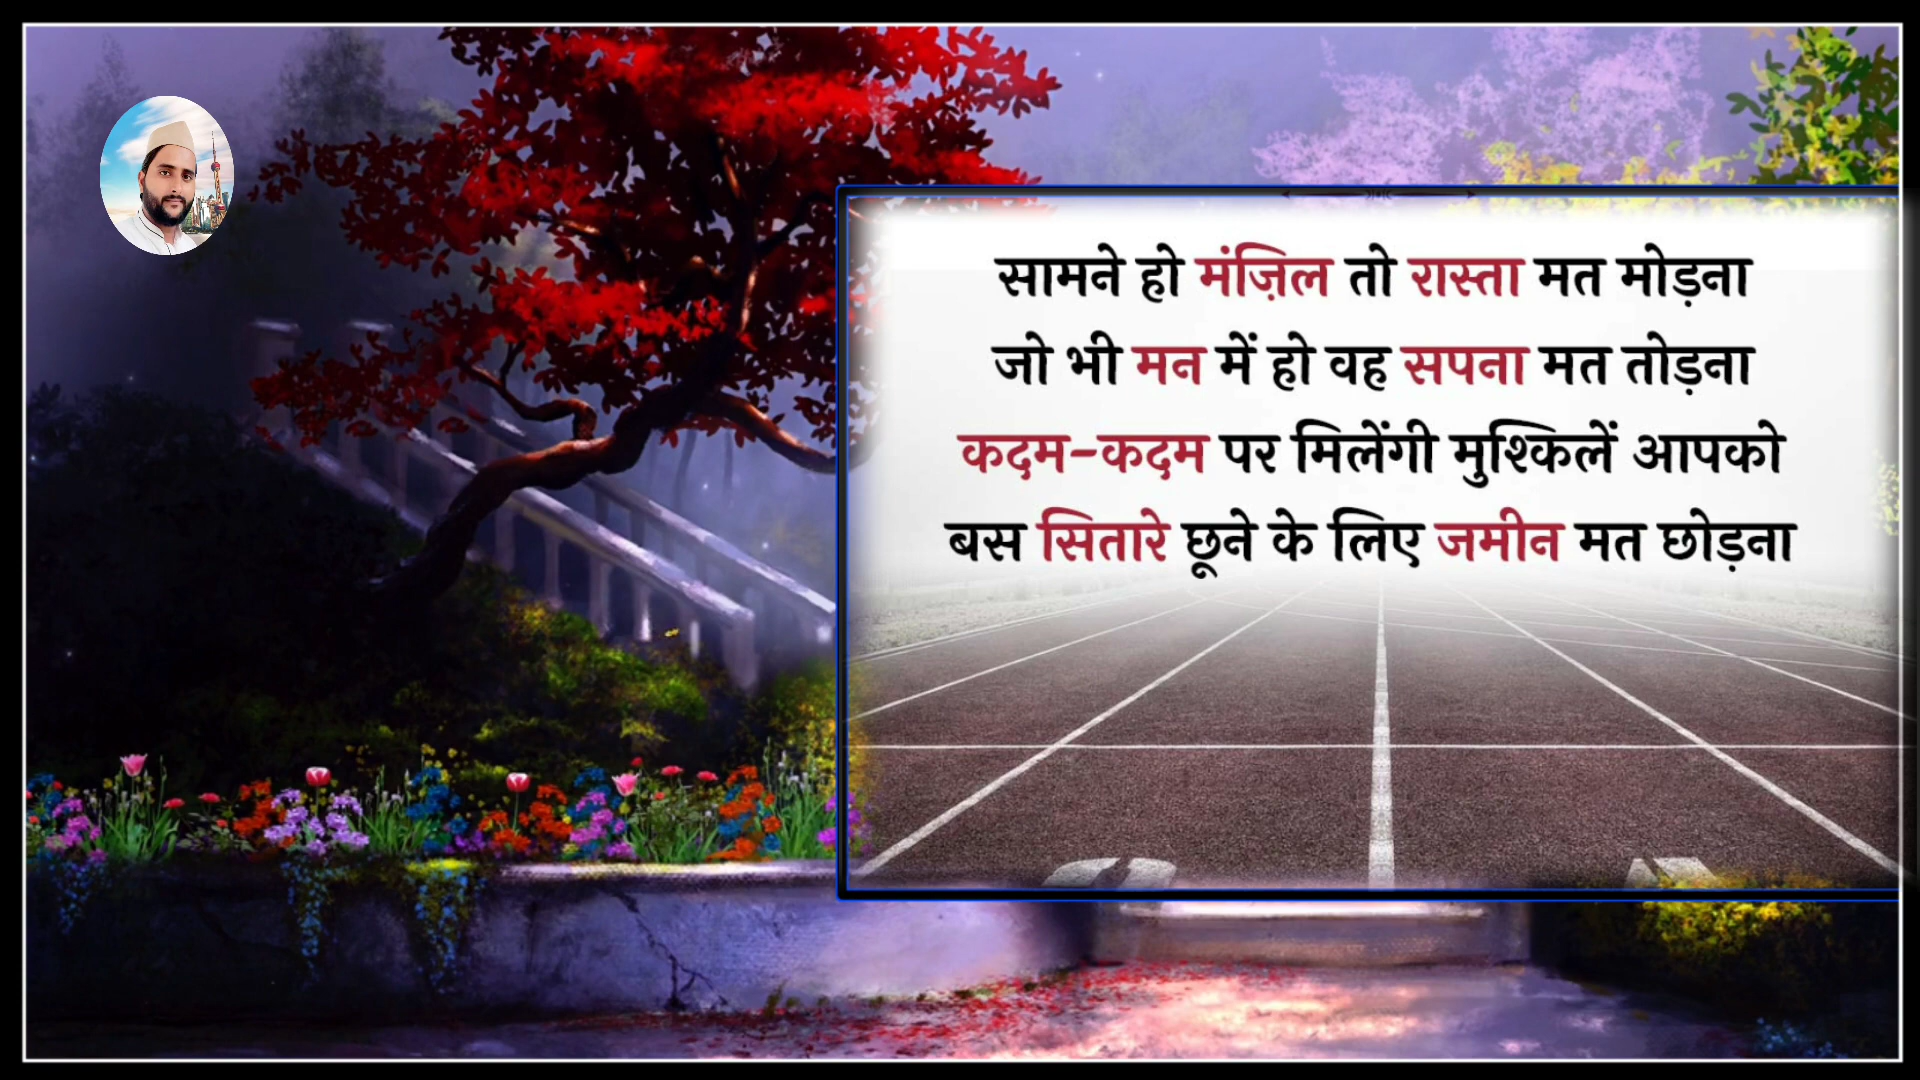 सामने हो मंज़िल तो रास्ता मत मोड़ना
जो भी मन में हो वह सपना मत तोड़ना
कदम-कदम पर मिलेंगी मुश्किलें आपको
बस सितारे छूने के लिए जमीन मत छोड़ना